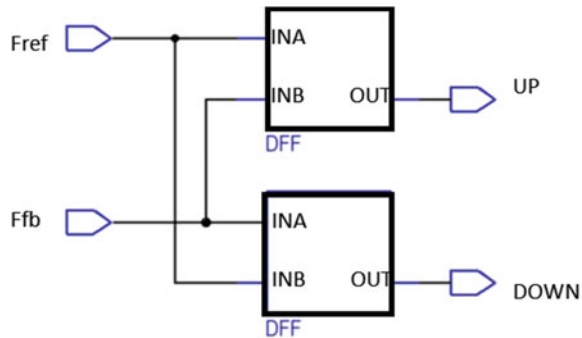 Fref
INA
INB
OUT
UP
DFF
Ffb
INA
INB
OUT
DOWN
DFF